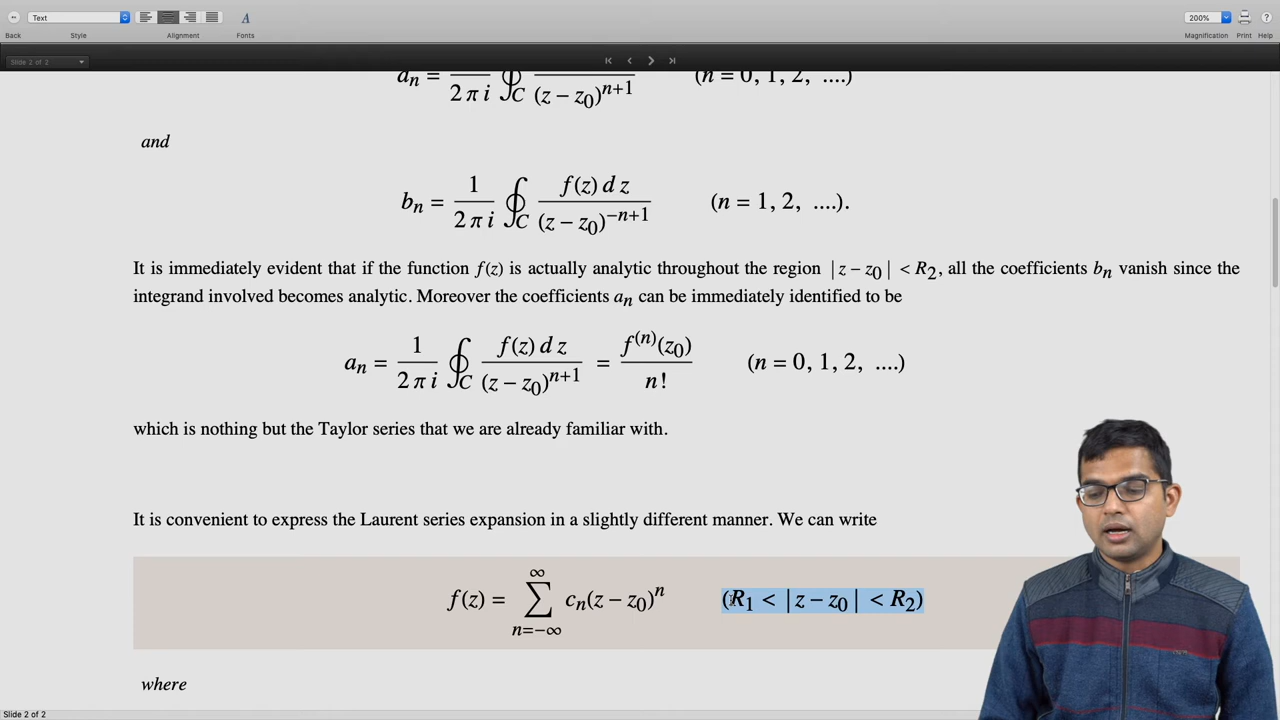 Text
200%
Back
Style
Alignment
Fonts
Magnification
Print
Help
Slide 2 of 2
aₙ = 1/(2 π i) ∮_C f(z) d z/(z − z₀)ⁿ⁺¹ (n = 0, 1, 2, ....)
and
bₙ = 1/(2 π i) ∮_C f(z) d z/(z − z₀)⁻ⁿ⁺¹ (n = 1, 2, ....).
It is immediately evident that if the function f(z) is actually analytic throughout the region | z − z₀ | < R₂, all the coefficients bₙ vanish since the
integrand involved becomes analytic. Moreover the coefficients aₙ can be immediately identified to be
aₙ = 1/(2 π i) ∮_C f(z) d z/(z − z₀)ⁿ⁺¹ = f⁽ⁿ⁾(z₀)/n! (n = 0, 1, 2, ....)
which is nothing but the Taylor series that we are already familiar with.
It is convenient to express the Laurent series expansion in a slightly different manner. We can write
f(z) = ∑_{n=−∞}^{∞} cₙ(z − z₀)ⁿ (R₁ < | z − z₀ | < R₂)
where
Slide 2 of 2